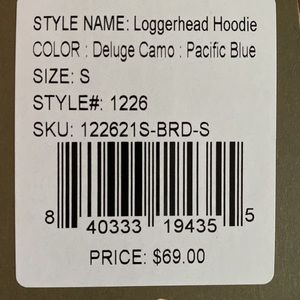 STYLE NAME: Loggerhead Hoodie
COLOR : Deluge Camo : Pacific Blue
SIZE: S
STYLE#: 1226
SKU: 122621S-BRD-S
8 40333 19435 5
PRICE: $69.00